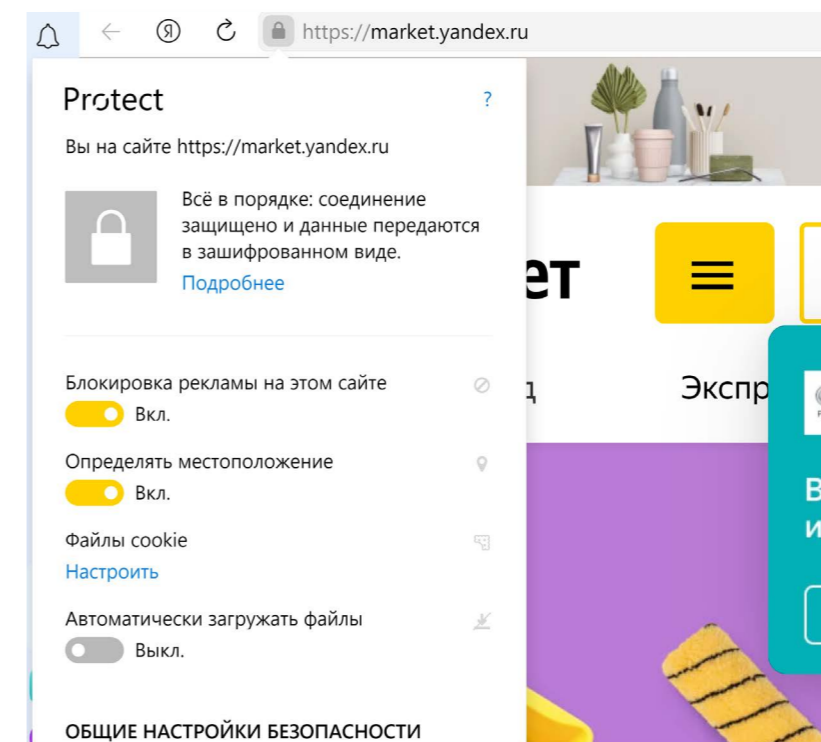 Я
https://market.yandex.ru
Protect
?
Вы на сайте https://market.yandex.ru
Всё в порядке: соединение
защищено и данные передаются
в зашифрованном виде.
Подробнее
ет
Экспр
Блокировка рекламы на этом сайте
Вкл.
Определять местоположение
Вкл.
Файлы cookie
Настроить
Автоматически загружать файлы
Выкл.
ОБЩИЕ НАСТРОЙКИ БЕЗОПАСНОСТИ